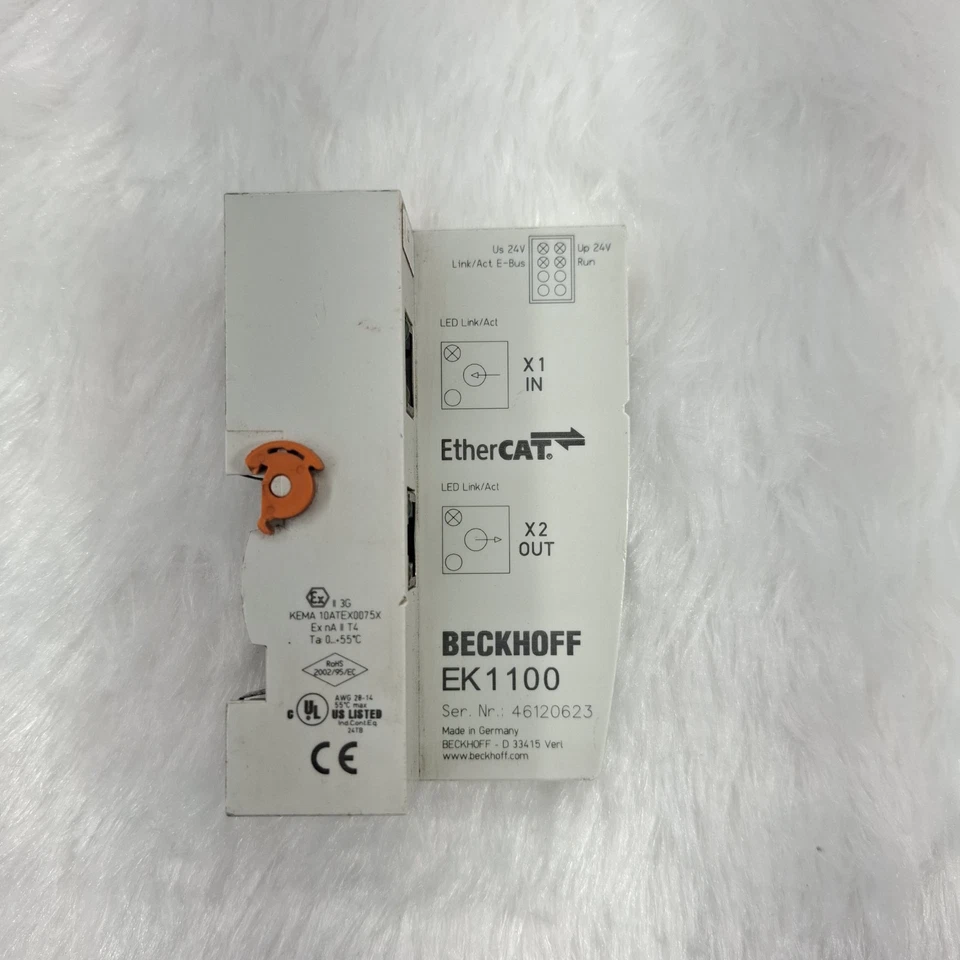 Us 24V Up 24V
Link/Act E-Bus Run
LED Link/Act
X1
IN
EtherCAT®
LED Link/Act
X2
OUT
BECKHOFF
EK1100
Ser. Nr.: 46120623
Made in Germany
BECKHOFF - D 33415 Verl
www.beckhoff.com
Ex II 3G
KEMA 10ATEX0075X
Ex nA II T4
Ta 0...+55°C
RoHS
2002/95/EC
AWG 28-14
55°C max
C UL US LISTED
Ind.Cont.Eq.
24TB
CE